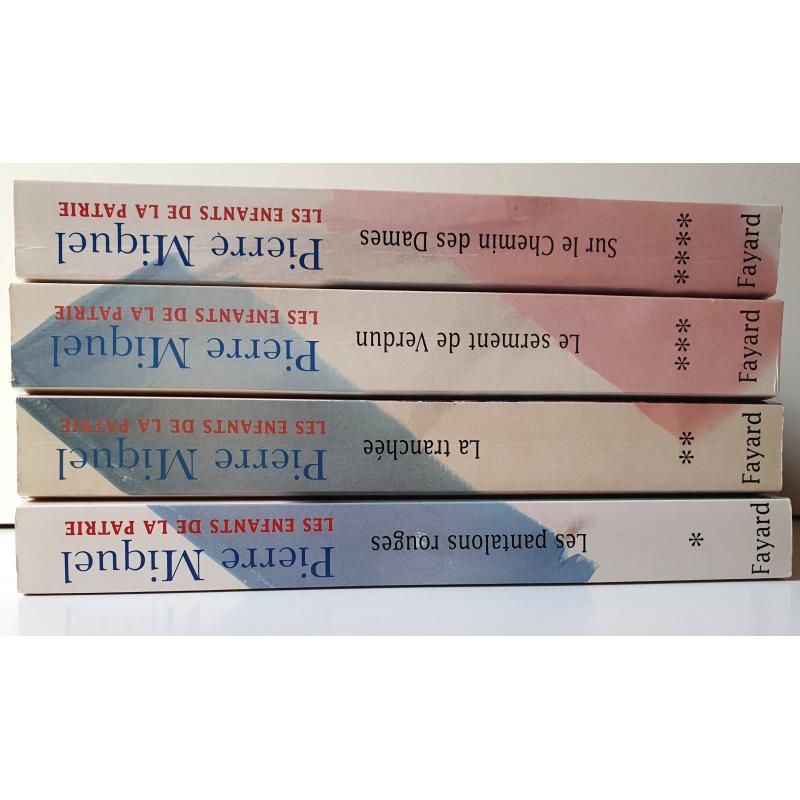 Pierre Miquel
LES ENFANTS DE LA PATRIE
Sur le Chemin des Dames
****
Fayard
Pierre Miquel
LES ENFANTS DE LA PATRIE
Le serment de Verdun
***
Fayard
Pierre Miquel
LES ENFANTS DE LA PATRIE
La tranchée
**
Fayard
Pierre Miquel
LES ENFANTS DE LA PATRIE
Les pantalons rouges
*
Fayard